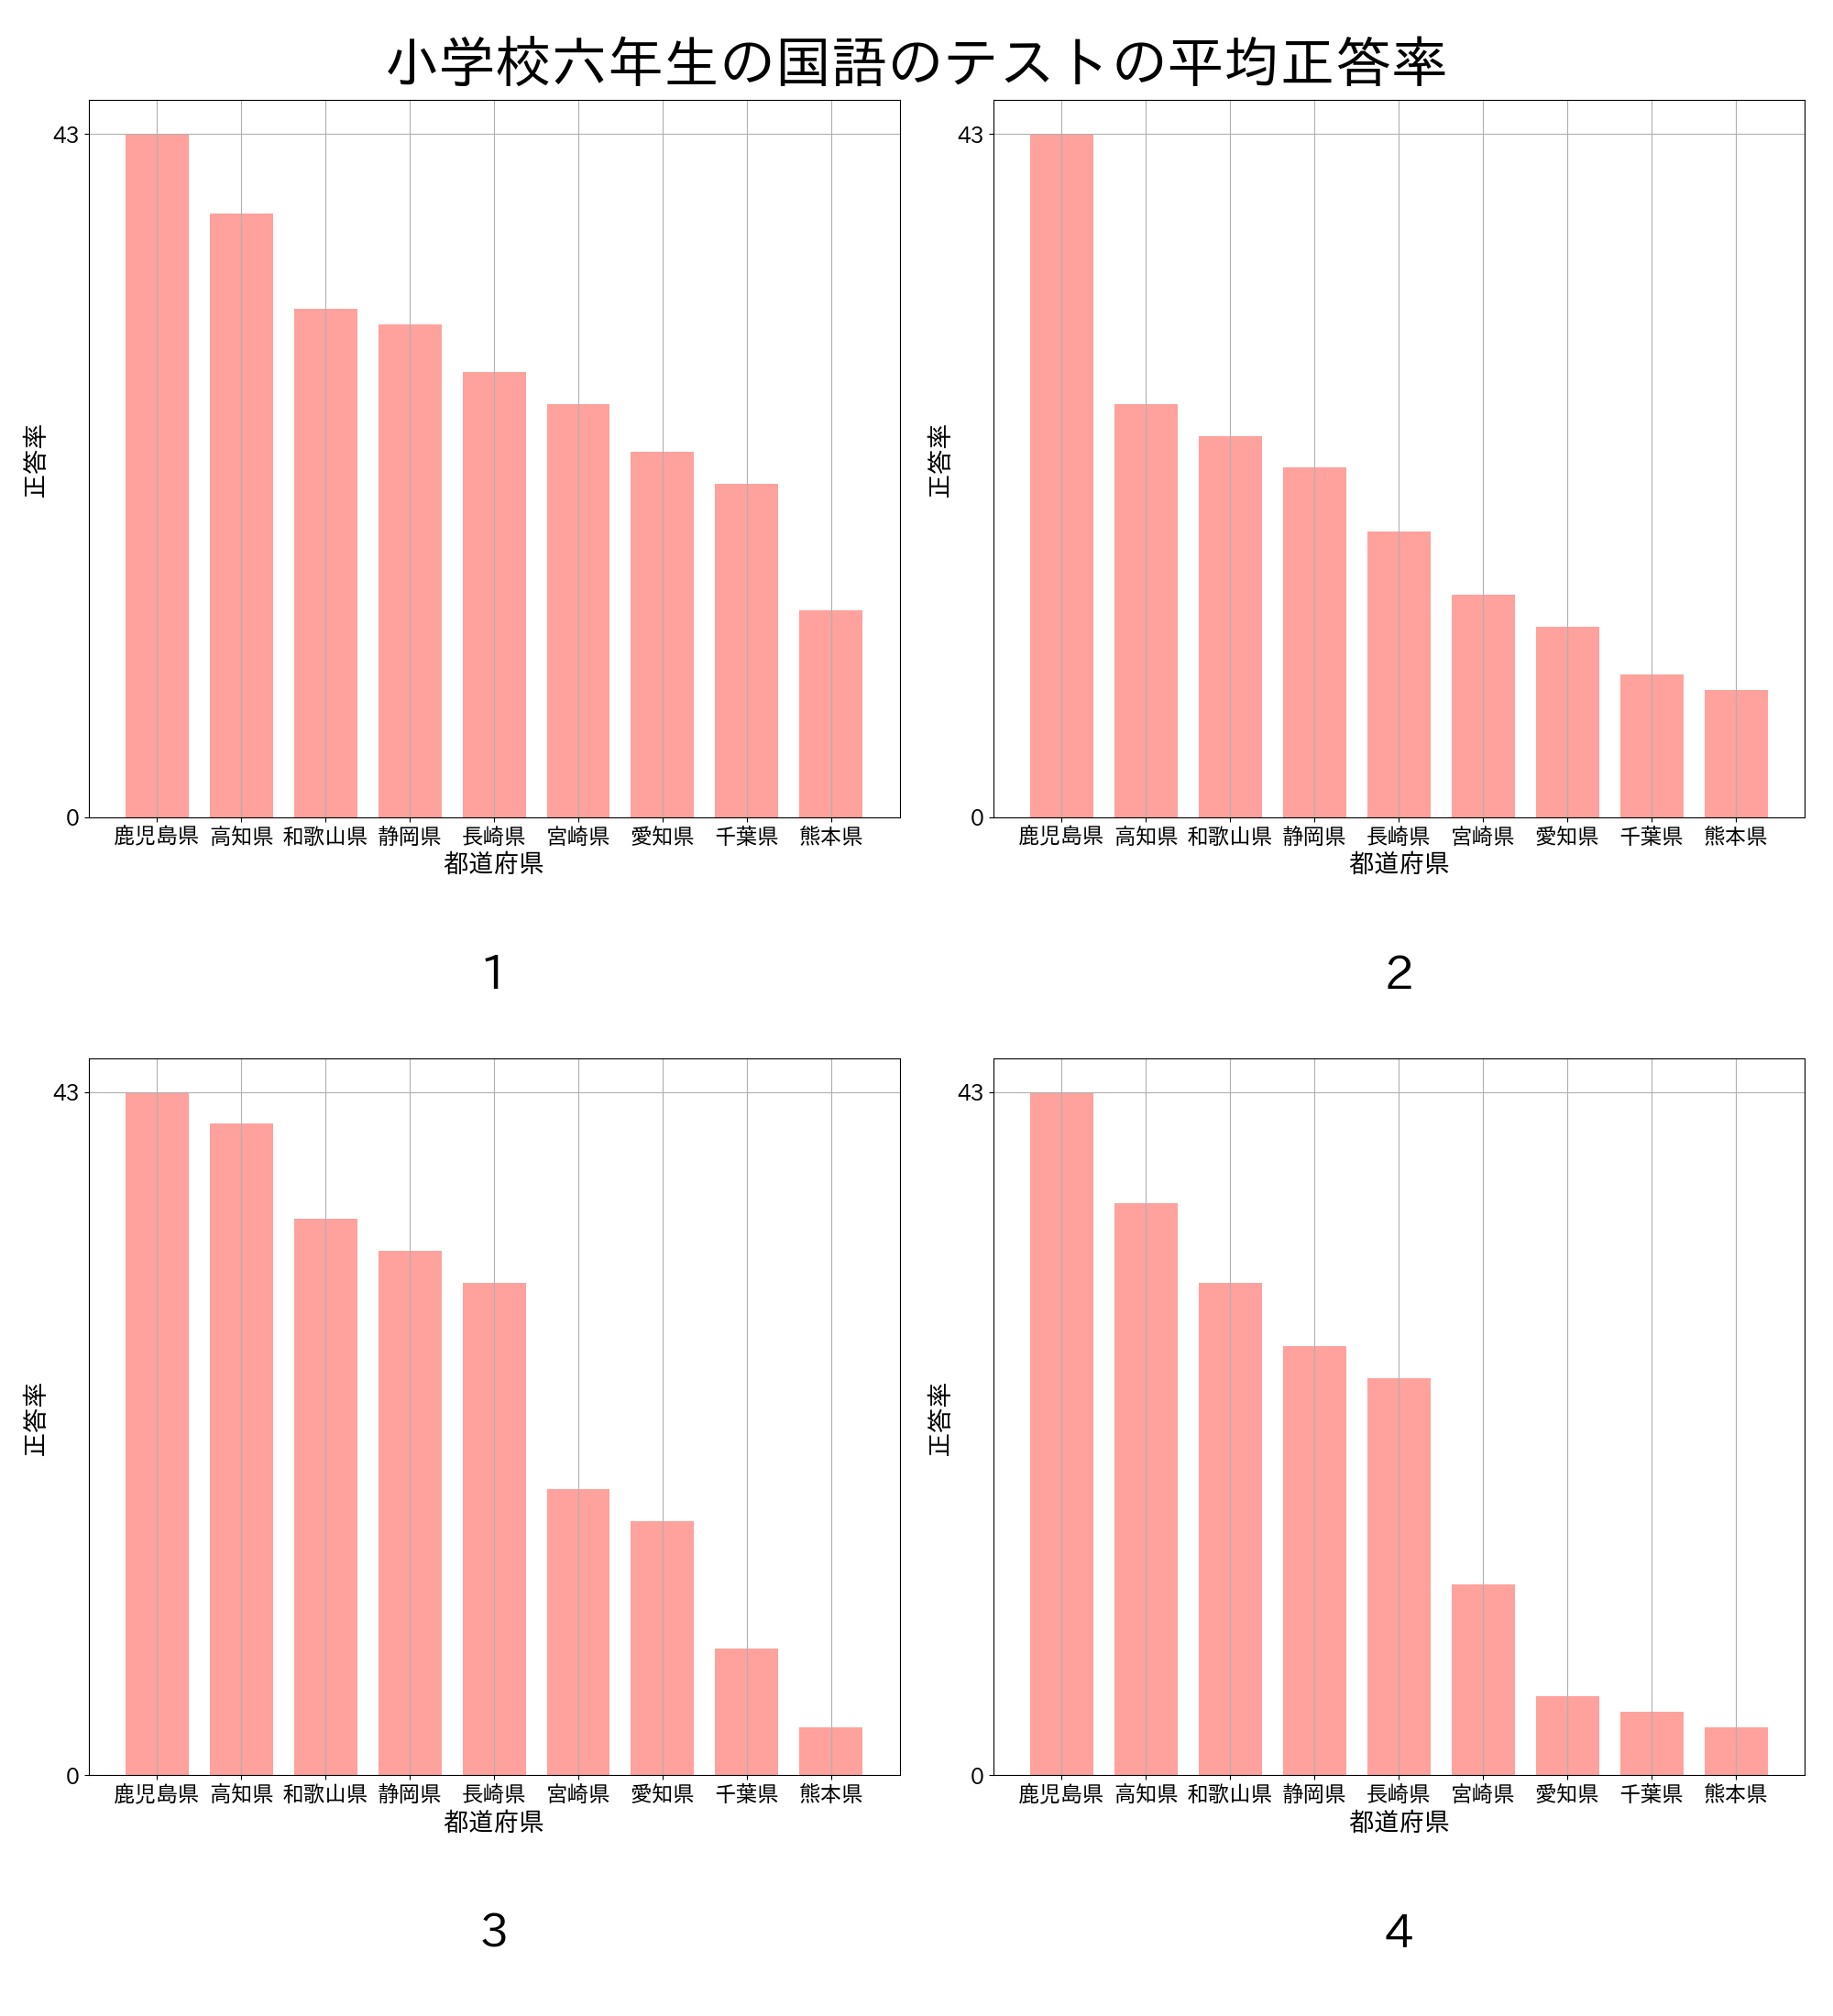 小学校六年生の国語のテストの平均正答率
43
0
正答率
鹿児島県 高知県 和歌山県 静岡県 長崎県 宮崎県 愛知県 千葉県 熊本県
都道府県
1
43
0
正答率
鹿児島県 高知県 和歌山県 静岡県 長崎県 宮崎県 愛知県 千葉県 熊本県
都道府県
2
43
0
正答率
鹿児島県 高知県 和歌山県 静岡県 長崎県 宮崎県 愛知県 千葉県 熊本県
都道府県
3
43
0
正答率
鹿児島県 高知県 和歌山県 静岡県 長崎県 宮崎県 愛知県 千葉県 熊本県
都道府県
4